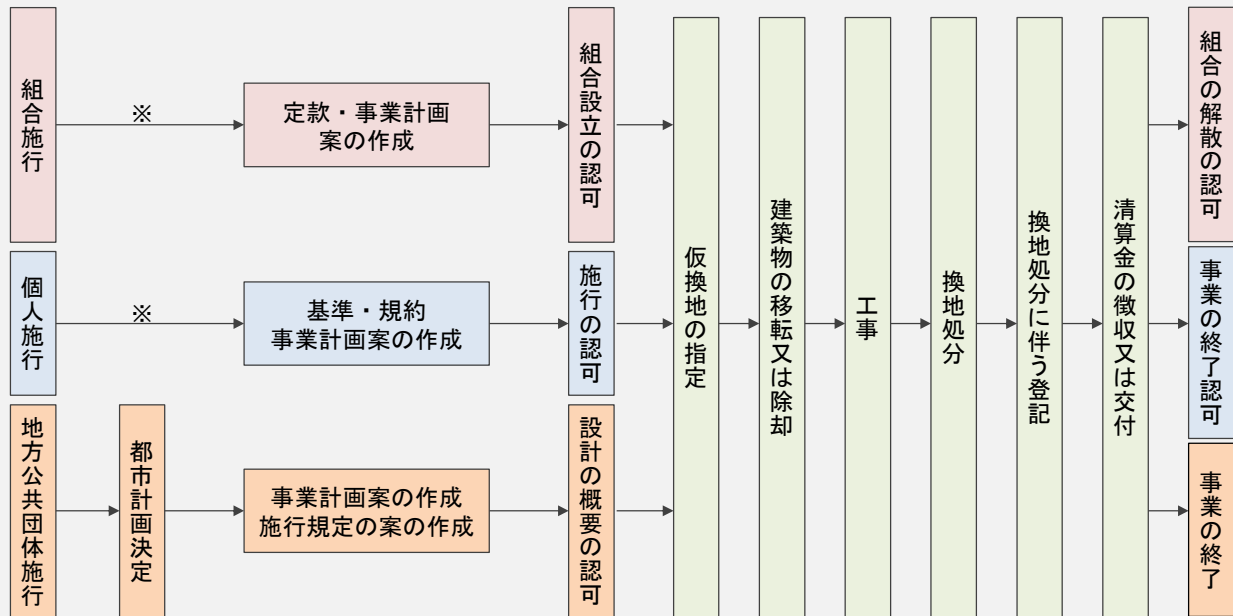 組合施行
※
定款・事業計画
案の作成
組合設立の認可
個人施行
※
基準・規約
事業計画案の作成
施行の認可
地方公共団体施行
都市計画決定
事業計画案の作成
施行規定の案の作成
設計の概要の認可
仮換地の指定
建築物の移転又は除却
工事
換地処分
換地処分に伴う登記
清算金の徴収又は交付
組合の解散の認可
事業の終了認可
事業の終了